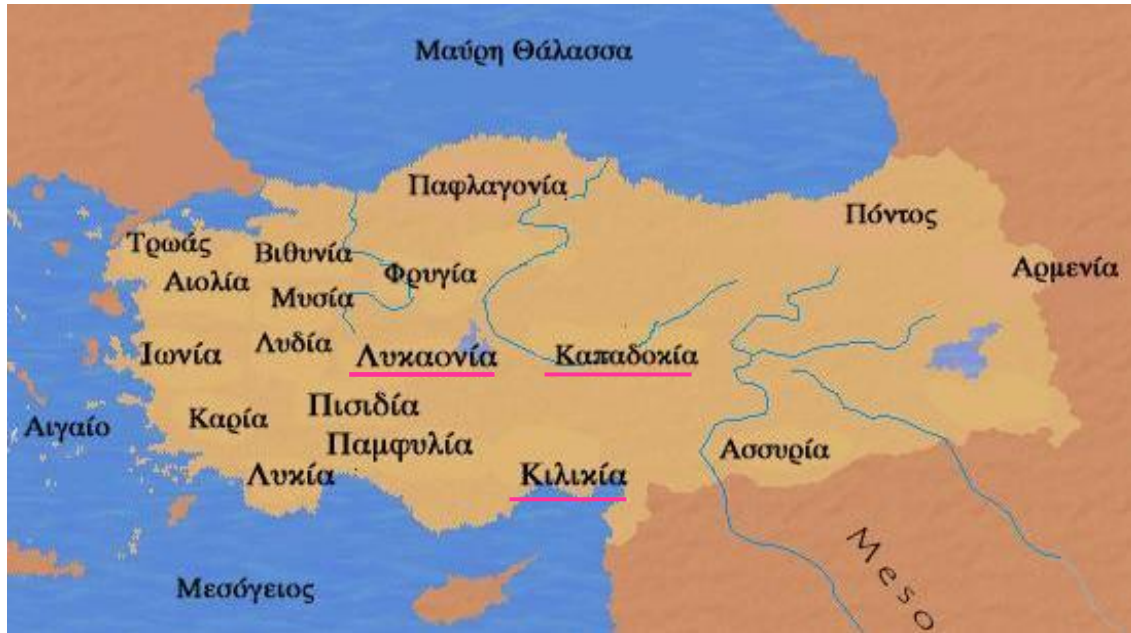 Μαύρη Θάλασσα
Παφλαγονία
Πόντος
Τρωάς
Βιθυνία
Αρμενία
Αιολία
Φρυγία
Μυσία
Ιωνία
Λυδία
Λυκαονία
Καπαδοκία
Καρία
Πισιδία
Αιγαίο
Παμφυλία
Ασσυρία
Λυκία
Κιλικία
Μεσόγειος
Meso